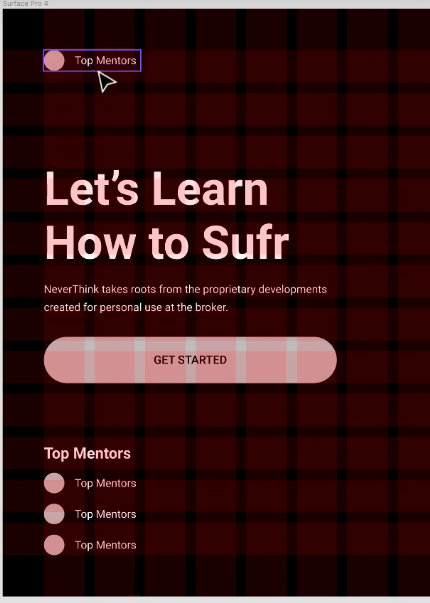 Surface Pro 4
Top Mentors
Let's Learn
How to Sufr
NeverThink takes roots from the proprietary developments
created for personal use at the broker.
GET STARTED
Top Mentors
Top Mentors
Top Mentors
Top Mentors